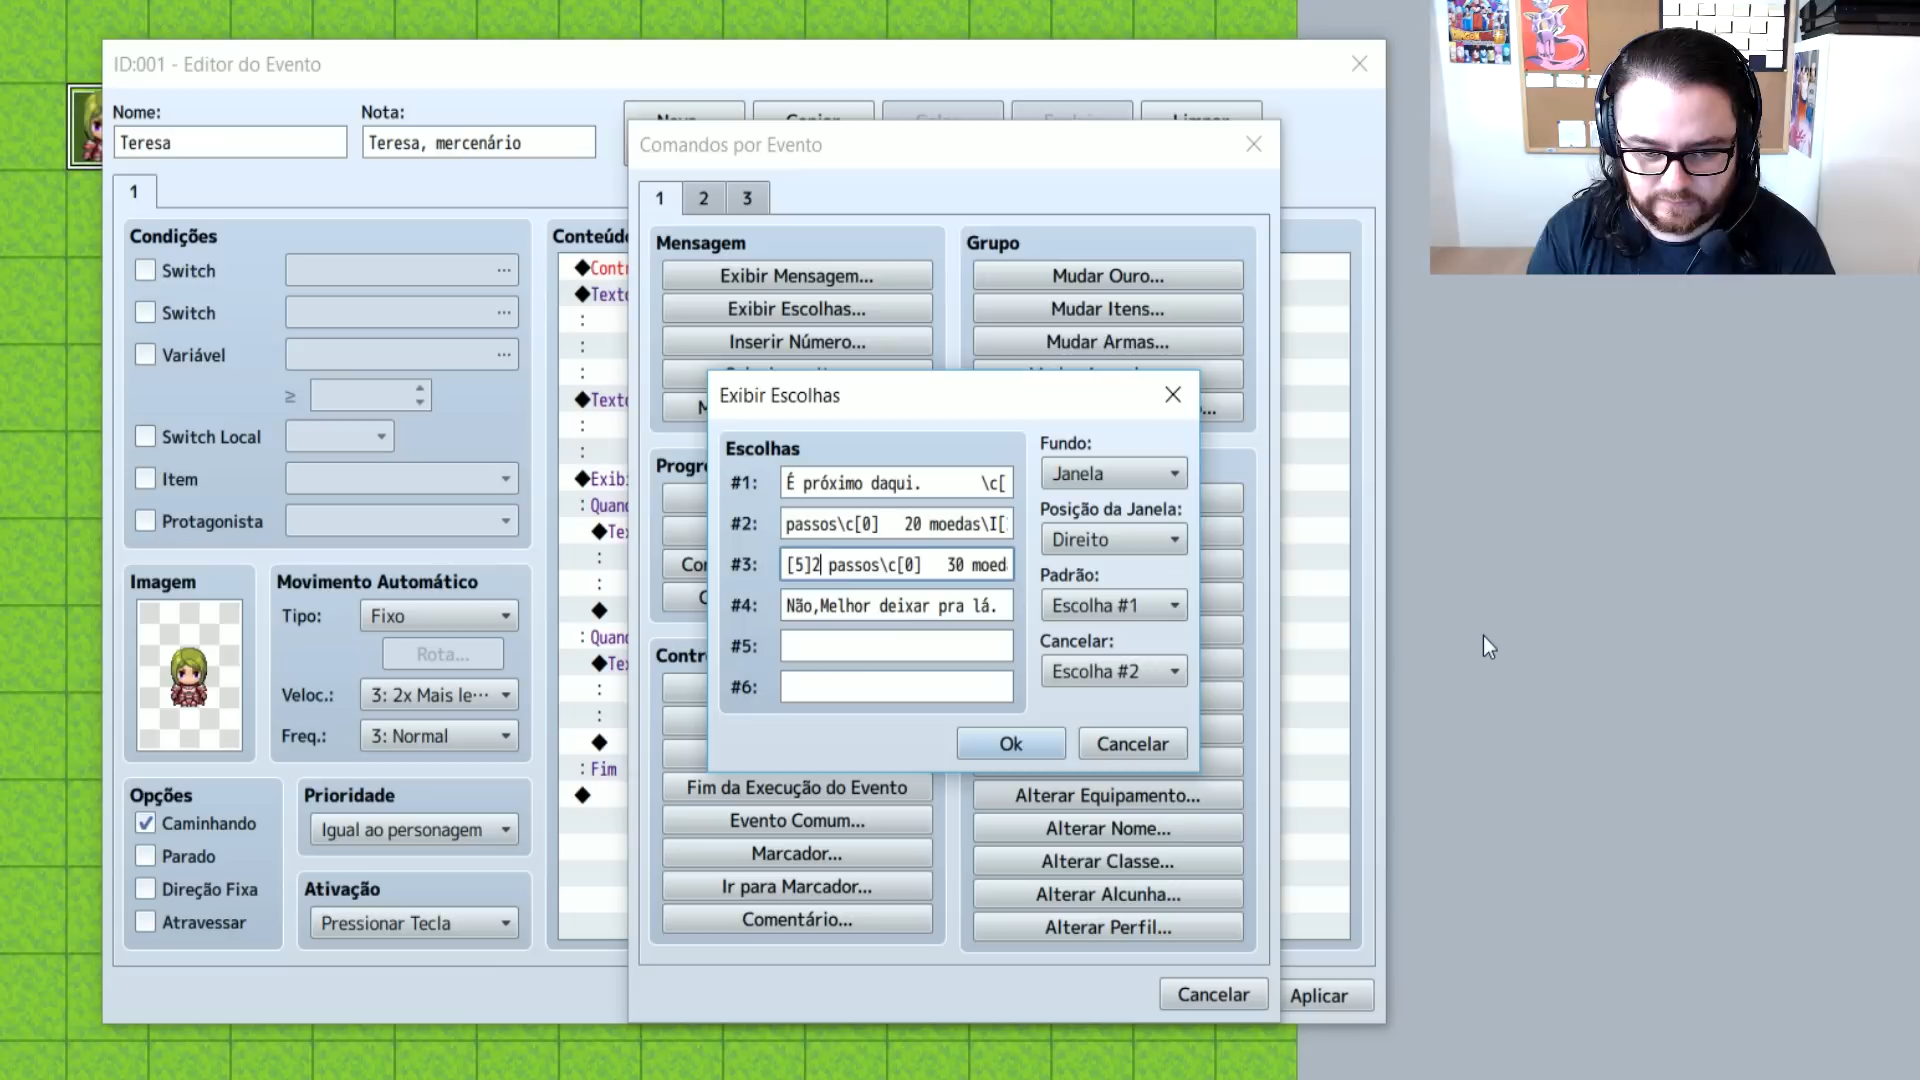 ID:001 - Editor do Evento
Nome:
Nota:
Teresa
Teresa, mercenário
1
Condições
Switch
...
Switch
...
Variável
...
≥
Switch Local
Item
Protagonista
Imagem
Movimento Automático
Tipo:
Fixo
Rota...
Veloc.:
3: 2x Mais le...
Freq.:
3: Normal
Opções
Caminhando
Parado
Direção Fixa
Atravessar
Prioridade
Igual ao personagem
Ativação
Pressionar Tecla
◆Contr
◆Texto
:
:
:
◆Texto
:
:
:Quand
:
:
◆
:Quand
:
:
◆
:Fim
◆
Comandos por Evento
1
2
3
Mensagem
Exibir Mensagem...
Exibir Escolhas...
Inserir Número...
Grupo
Mudar Ouro...
Mudar Itens...
Mudar Armas...
Exibir Escolhas
Escolhas
#1:
É próximo daqui. \c[
#2:
passos\c[0] 20 moedas\I[
#3:
[5]2 passos\c[0] 30 moed
#4:
Não,Melhor deixar pra lá.
#5:
#6:
Fundo:
Janela
Posição da Janela:
Direito
Padrão:
Escolha #1
Cancelar:
Escolha #2
Ok
Cancelar
Fim da Execução do Evento
Evento Comum...
Marcador...
Ir para Marcador...
Comentário...
Alterar Equipamento...
Alterar Nome...
Alterar Classe...
Alterar Alcunha...
Alterar Perfil...
Cancelar
Aplicar